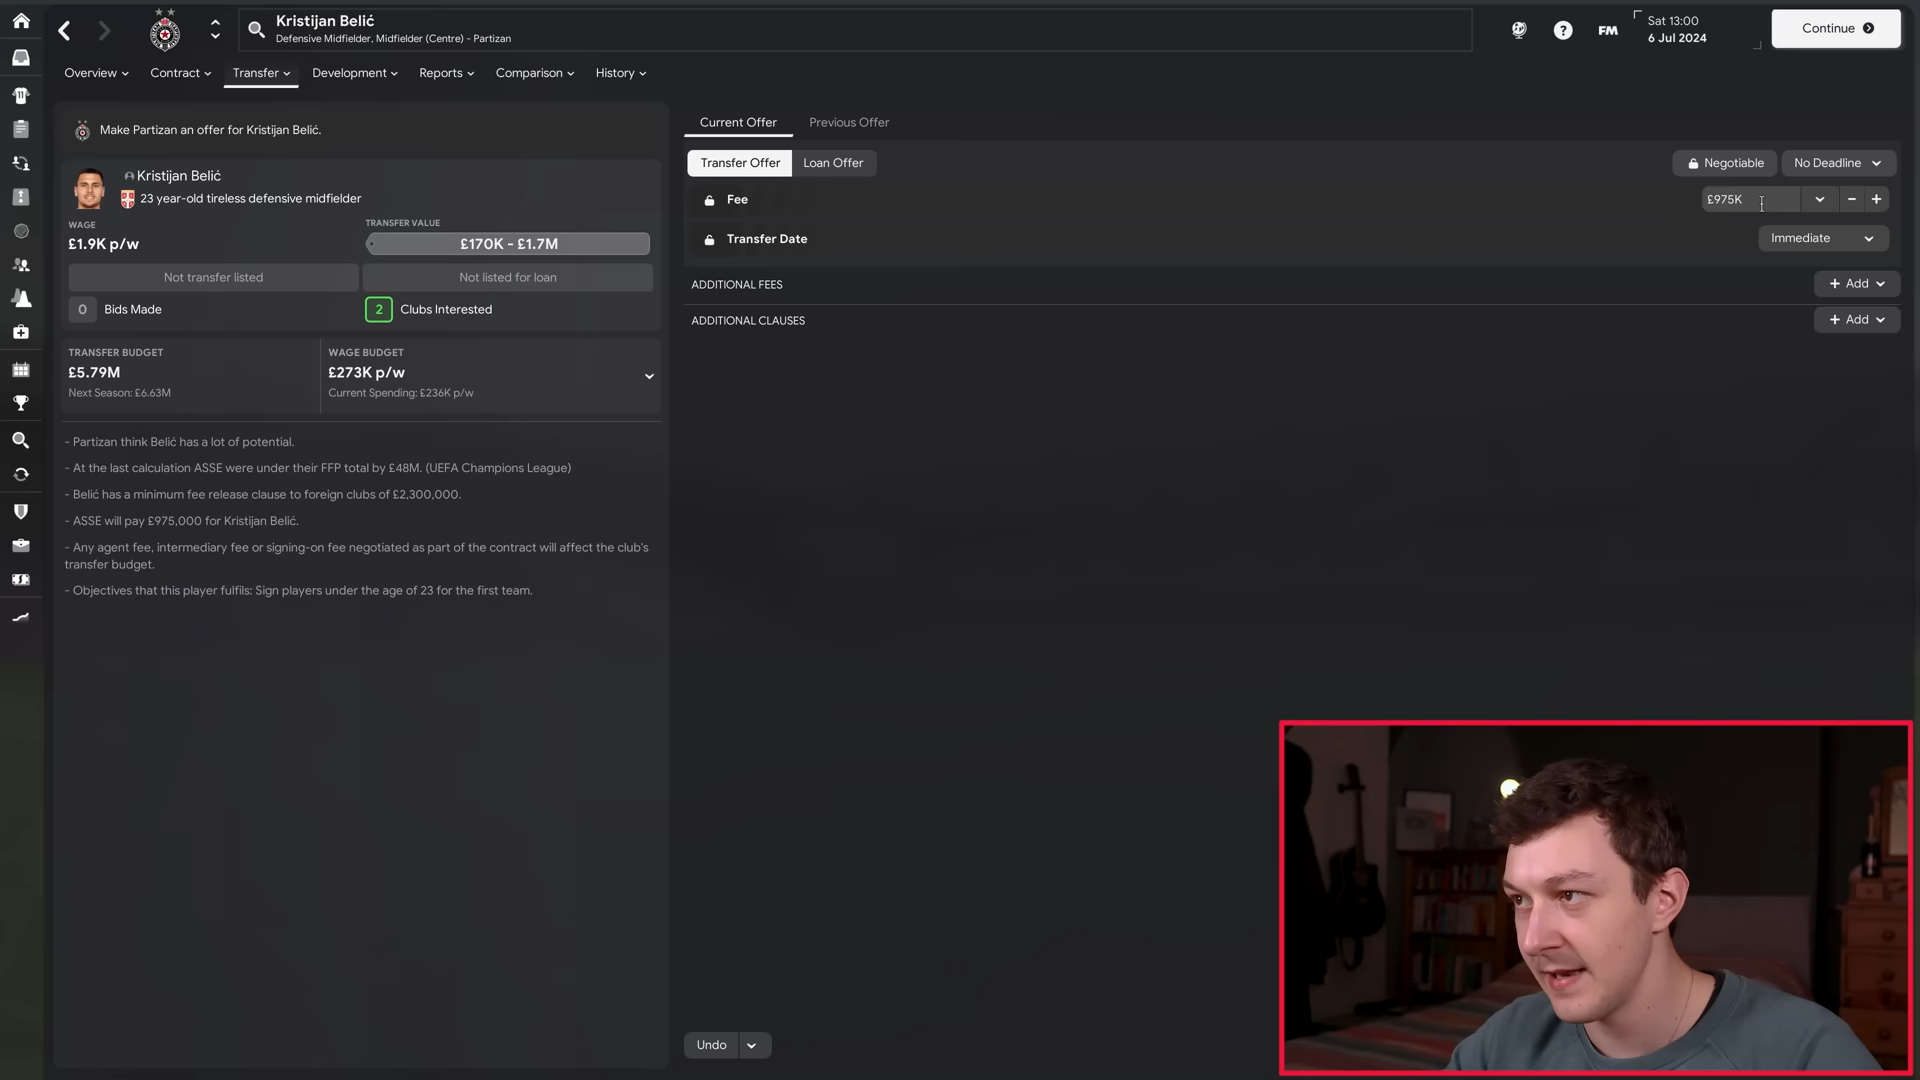 Kristijan Belić
Defensive Midfielder, Midfielder (Centre) - Partizan
FM
Sat 13:00
6 Jul 2024
Continue
Overview
Contract
Transfer
Development
Reports
Comparison
History
Make Partizan an offer for Kristijan Belić.
Kristijan Belić
23 year-old tireless defensive midfielder
WAGE
£1.9K p/w
TRANSFER VALUE
£170K - £1.7M
Not transfer listed
Not listed for loan
0 Bids Made
2 Clubs Interested
TRANSFER BUDGET
£5.79M
Next Season: £6.63M
WAGE BUDGET
£273K p/w
Current Spending: £236K p/w
- Partizan think Belić has a lot of potential.
- At the last calculation ASSE were under their FFP total by £48M. (UEFA Champions League)
- Belić has a minimum fee release clause to foreign clubs of £2,300,000.
- ASSE will pay £975,000 for Kristijan Belić.
- Any agent fee, intermediary fee or signing-on fee negotiated as part of the contract will affect the club's
transfer budget.
- Objectives that this player fulfils: Sign players under the age of 23 for the first team.
Current Offer
Previous Offer
Transfer Offer
Loan Offer
Negotiable
No Deadline
Fee
£975K
Transfer Date
Immediate
ADDITIONAL FEES
+ Add
ADDITIONAL CLAUSES
+ Add
Undo